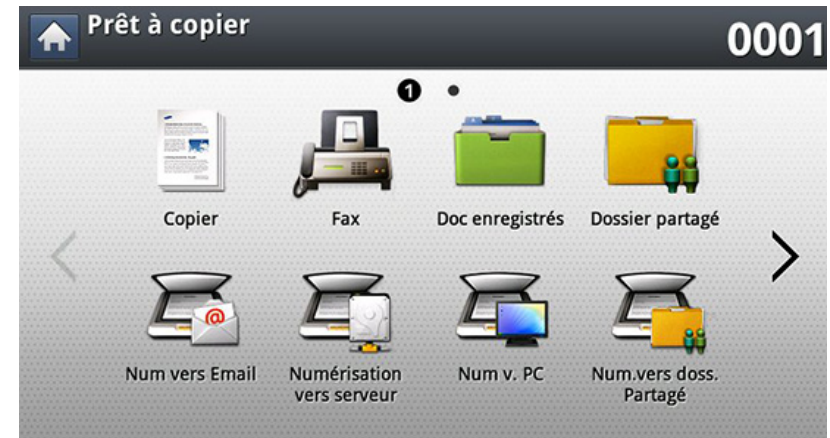 Prêt à copier
0001
1
Copier
Fax
Doc enregistrés
Dossier partagé
Num vers Email
Numérisation
vers serveur
Num v. PC
Num.vers doss.
Partagé